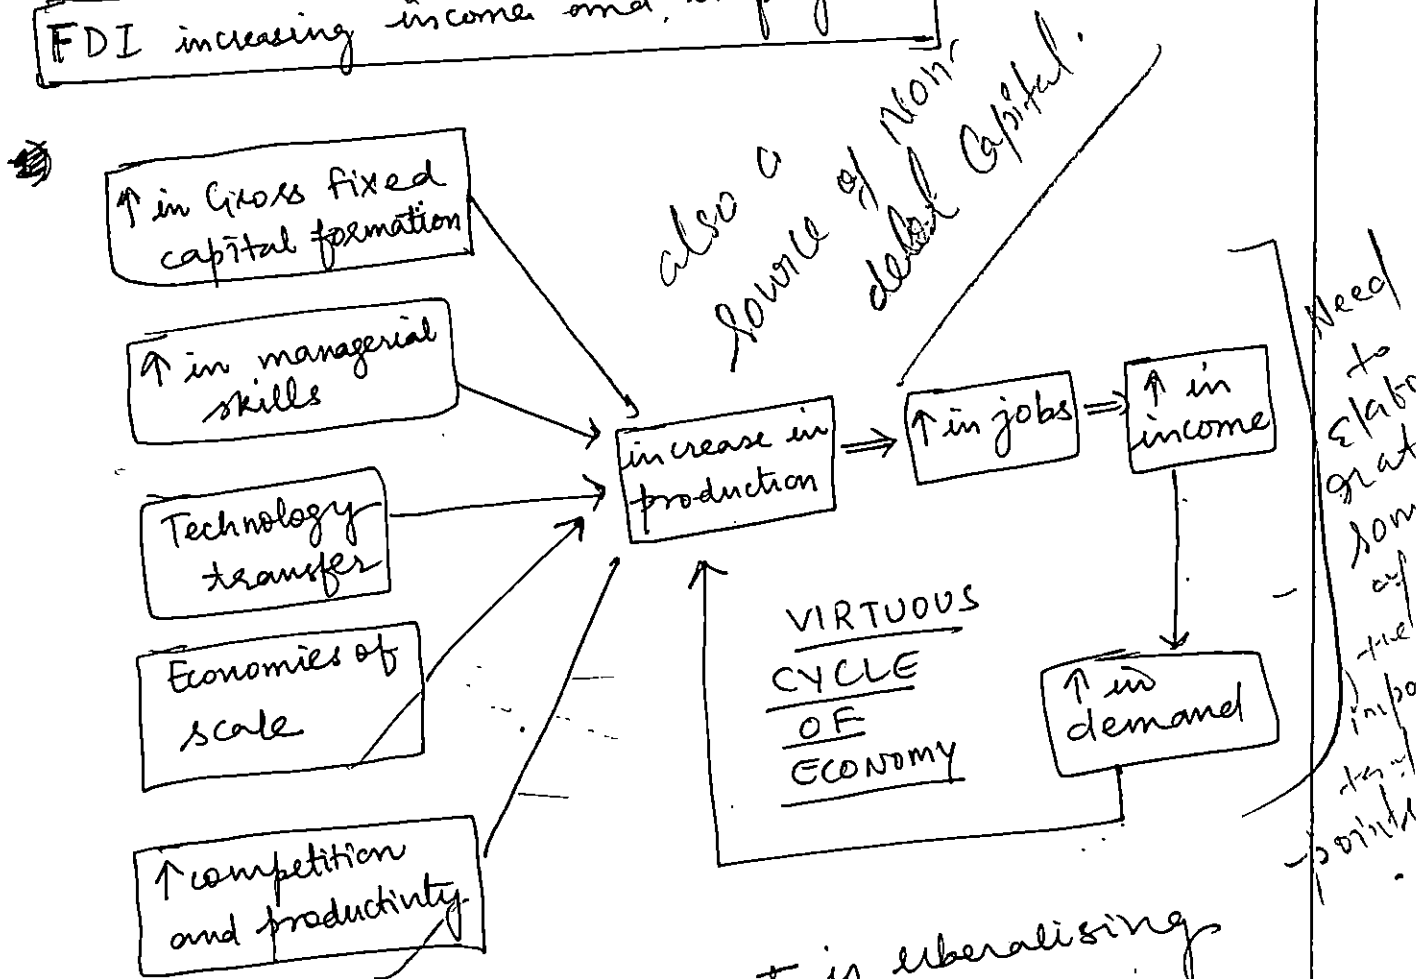 FDI increasing income and
↑ in Gross fixed
capital formation
also a
source of Non-
debt Capital.
↑ in managerial
skills
Technology
transfer
Economies of
scale
↑ competition
and productivity
increase in
production
↑ in jobs
↑ in
income
↑ in
demand
VIRTUOUS
CYCLE
OF
ECONOMY
Need
to
points
is liberalising